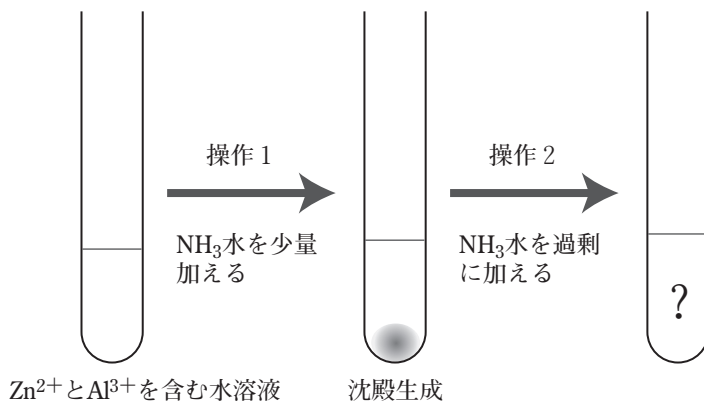 操作 1
操作 2
NH₃水を少量
加える
NH₃水を過剰
に加える
?
Zn²⁺とAl³⁺を含む水溶液
沈殿生成